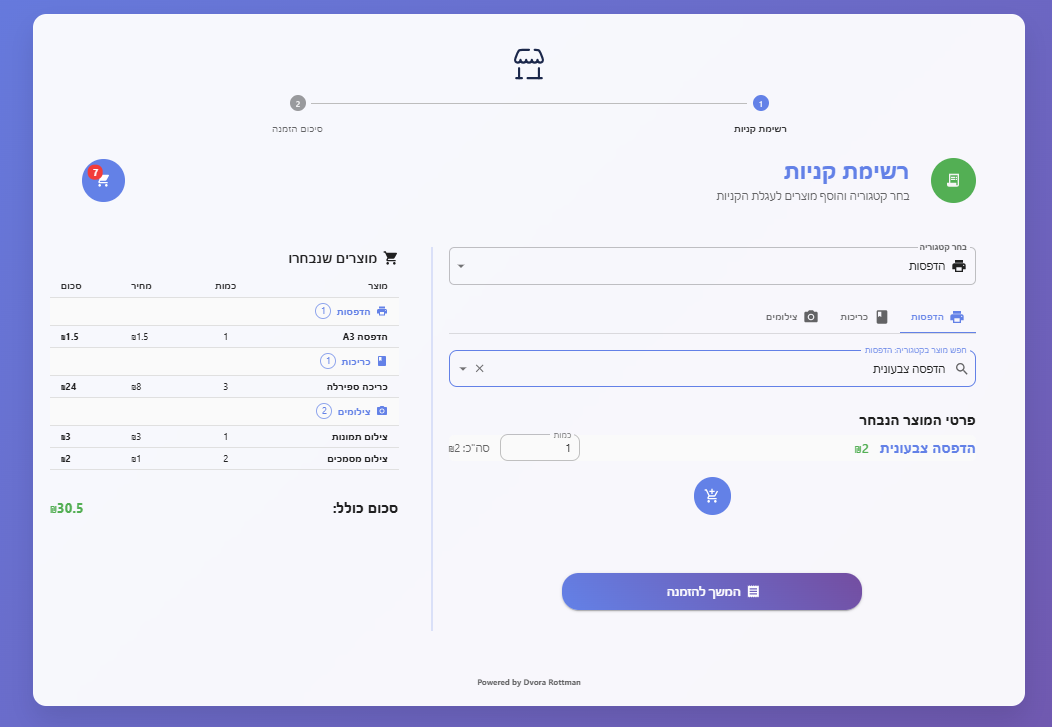 1
2
רשימת קניות
סיכום הזמנה
רשימת קניות
בחר קטגוריה והוסף מוצרים לעגלת הקניות
7
בחר קטגוריה
הדפסות
הדפסות
כריכות
צילומים
חפש מוצר בקטגוריה: הדפסות
הדפסה צבעונית
פרטי המוצר הנבחר
הדפסה צבעונית ₪2
כמות
1
סה"כ: ₪2
המשך להזמנה
מוצרים שנבחרו
מוצר כמות מחיר סכום
הדפסות 1
הדפסה A3 1 ₪1.5 ₪1.5
כריכות 1
כריכה ספירלה 3 ₪8 ₪24
צילומים 2
צילום תמונות 1 ₪3 ₪3
צילום מסמכים 2 ₪1 ₪2
סכום כולל: ₪30.5
Powered by Dvora Rottman